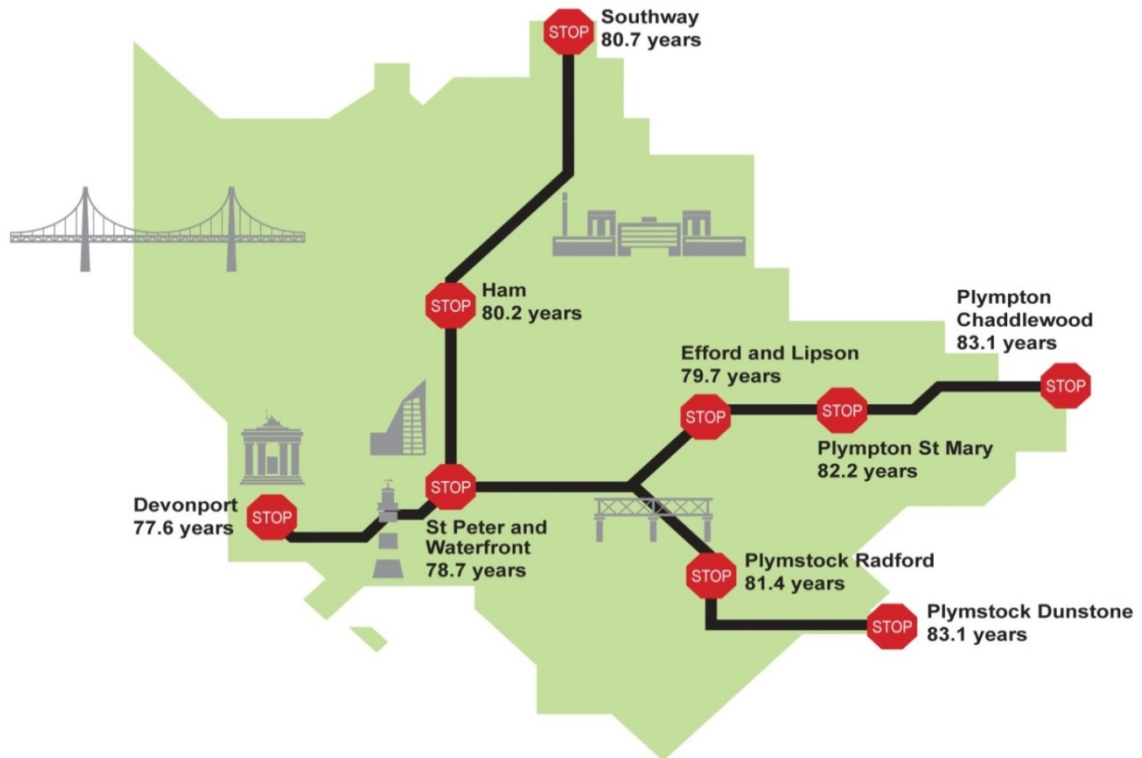 STOP
Southway
80.7 years
STOP
Ham
80.2 years
Plympton
Chaddlewood
83.1 years
STOP
Efford and Lipson
79.7 years
STOP
STOP
Plympton St Mary
82.2 years
Devonport
77.6 years
STOP
STOP
St Peter and
Waterfront
78.7 years
STOP
Plymstock Radford
81.4 years
STOP
Plymstock Dunstone
83.1 years